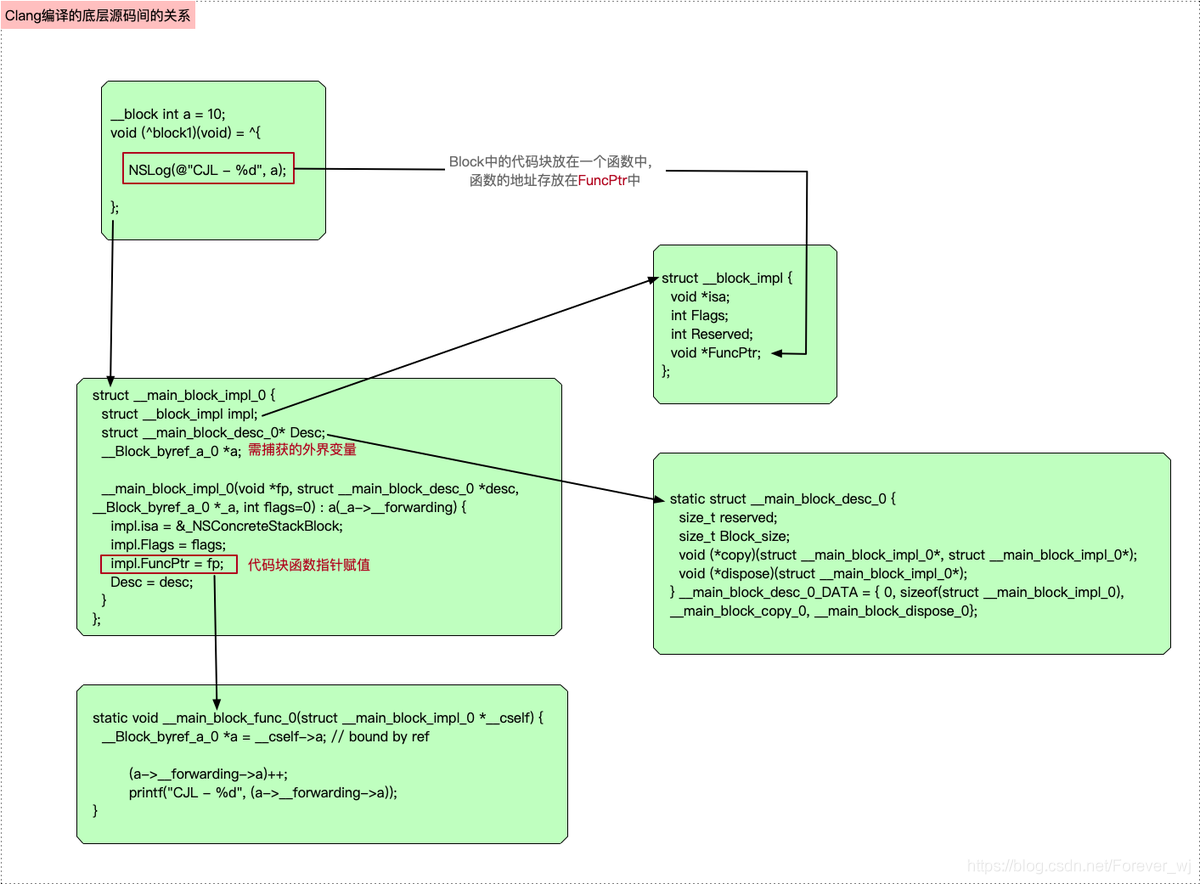 Clang编译的底层源码间的关系
__block int a = 10;
void (^block1)(void) = ^{
NSLog(@"CJL - %d", a);
};
Block中的代码块放在一个函数中，
函数的地址存放在FuncPtr中
struct __block_impl {
void *isa;
int Flags;
int Reserved;
void *FuncPtr;
};
struct __main_block_impl_0 {
struct __block_impl impl;
struct __main_block_desc_0* Desc;
__Block_byref_a_0 *a; 需捕获的外界变量
__main_block_impl_0(void *fp, struct __main_block_desc_0 *desc,
__Block_byref_a_0 *_a, int flags=0) : a(_a->__forwarding) {
impl.isa = &_NSConcreteStackBlock;
impl.Flags = flags;
impl.FuncPtr = fp; 代码块函数指针赋值
Desc = desc;
}
};
static struct __main_block_desc_0 {
size_t reserved;
size_t Block_size;
void (*copy)(struct __main_block_impl_0*, struct __main_block_impl_0*);
void (*dispose)(struct __main_block_impl_0*);
} __main_block_desc_0_DATA = { 0, sizeof(struct __main_block_impl_0),
__main_block_copy_0, __main_block_dispose_0};
static void __main_block_func_0(struct __main_block_impl_0 *__cself) {
__Block_byref_a_0 *a = __cself->a; // bound by ref
(a->__forwarding->a)++;
printf("CJL - %d", (a->__forwarding->a));
}
https://blog.csdn.net/Forever_wj